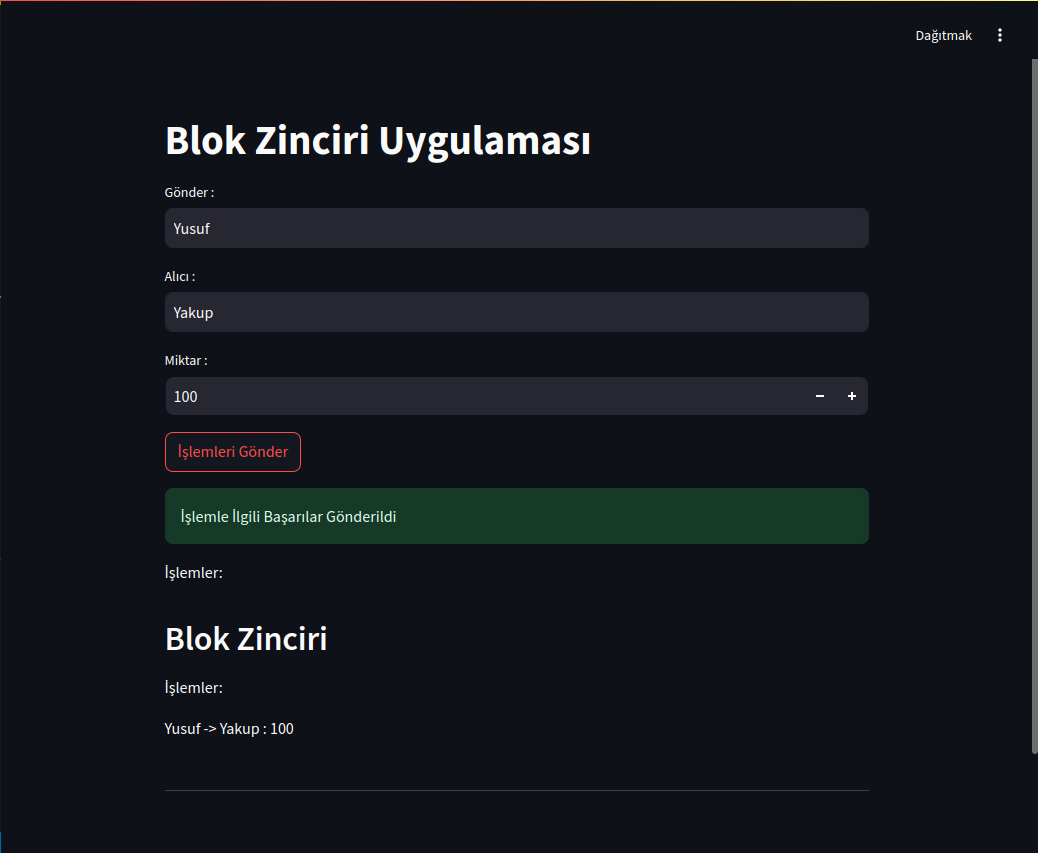 Dağıtmak
Blok Zinciri Uygulaması
Gönder :
Yusuf
Alıcı :
Yakup
Miktar :
100
İşlemleri Gönder
İşlemle İlgili Başarılar Gönderildi
İşlemler:
Blok Zinciri
İşlemler:
Yusuf -> Yakup : 100